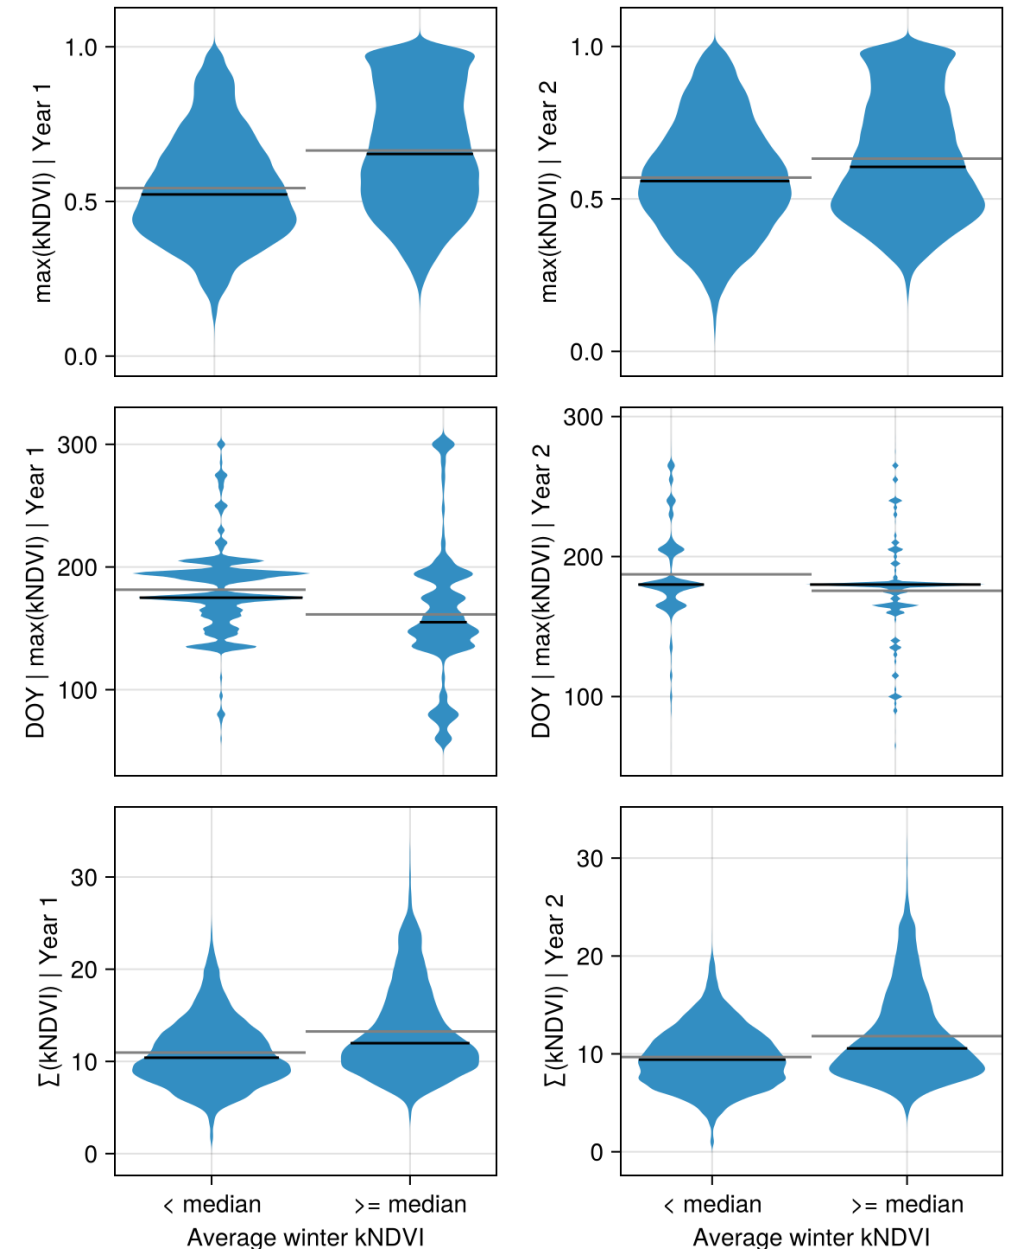 max(kNDVI) | Year 1
1.0
0.5
0.0
max(kNDVI) | Year 2
1.0
0.5
0.0
DOY | max(kNDVI) | Year 1
300
200
100
DOY | max(kNDVI) | Year 2
300
200
100
∑(kNDVI) | Year 1
30
20
10
0
< median
>= median
Average winter kNDVI
∑(kNDVI) | Year 2
30
20
10
0
< median
>= median
Average winter kNDVI